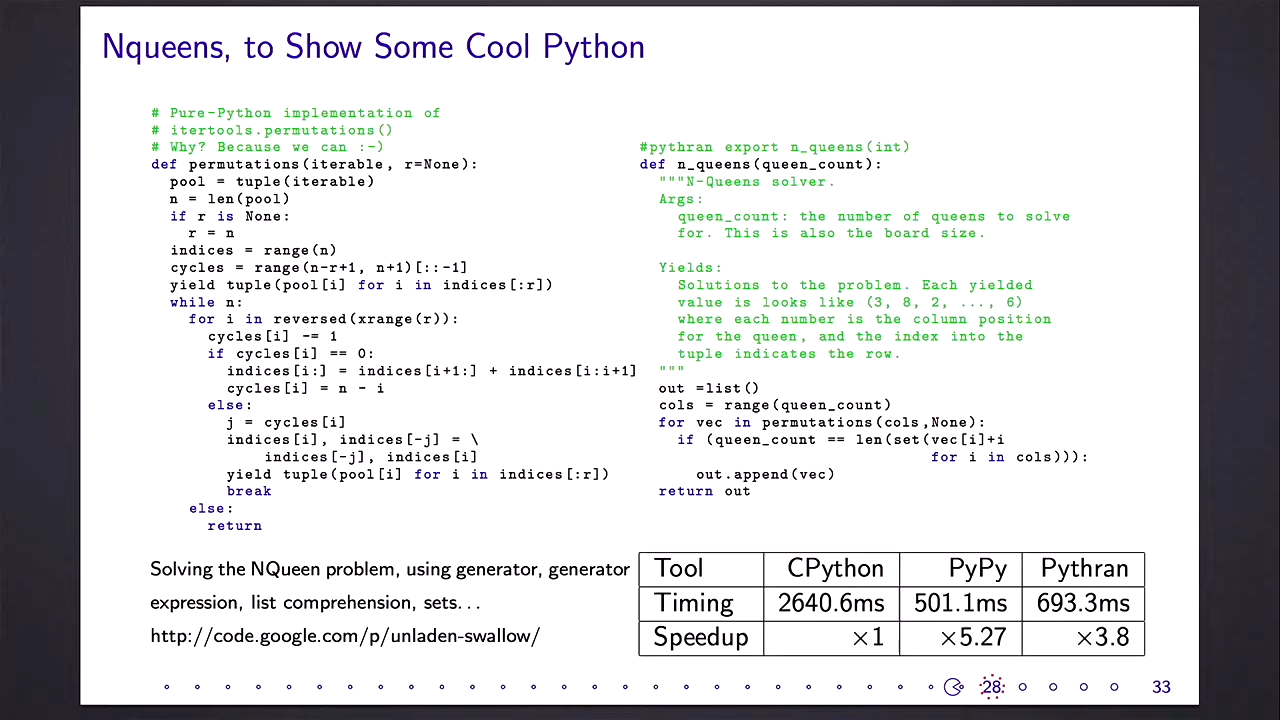 Nqueens, to Show Some Cool Python
# Pure-Python implementation of
# itertools.permutations()
# Why? Because we can :-)
def permutations(iterable, r=None):
  pool = tuple(iterable)
  n = len(pool)
  if r is None:
    r = n
  indices = range(n)
  cycles = range(n-r+1, n+1)[::-1]
  yield tuple(pool[i] for i in indices[:r])
  while n:
    for i in reversed(xrange(r)):
      cycles[i] -= 1
      if cycles[i] == 0:
        indices[i:] = indices[i+1:] + indices[i:i+1]
        cycles[i] = n - i
      else:
        j = cycles[i]
        indices[i], indices[-j] = \
            indices[-j], indices[i]
        yield tuple(pool[i] for i in indices[:r])
        break
    else:
      return
#pythran export n_queens(int)
def n_queens(queen_count):
  """N-Queens solver.
  Args:
    queen_count: the number of queens to solve
    for. This is also the board size.
  Yields:
    Solutions to the problem. Each yielded
    value is looks like (3, 8, 2, ..., 6)
    where each number is the column position
    for the queen, and the index into the
    tuple indicates the row.
  """
  out =list()
  cols = range(queen_count)
  for vec in permutations(cols,None):
    if (queen_count == len(set(vec[i]+i
                               for i in cols))):
      out.append(vec)
  return out
Solving the NQueen problem, using generator, generator
expression, list comprehension, sets...
http://code.google.com/p/unladen-swallow/
Tool CPython PyPy Pythran
Timing 2640.6ms 501.1ms 693.3ms
Speedup ×1 ×5.27 ×3.8
28 33